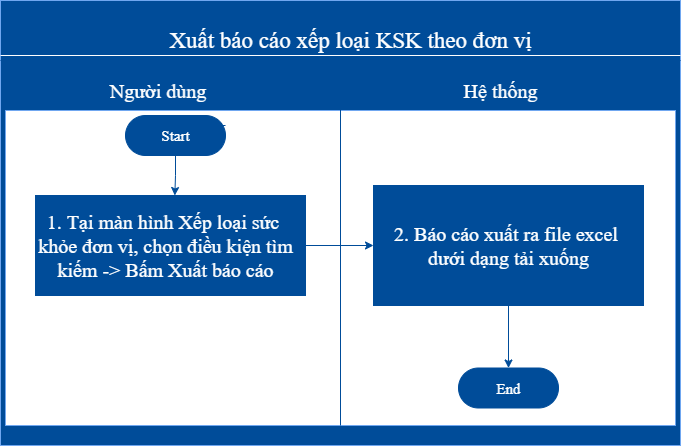 Xuất báo cáo xếp loại KSK theo đơn vị
Người dùng
Hệ thống
Start
1. Tại màn hình Xếp loại sức
khỏe đơn vị, chọn điều kiện tìm
kiếm -> Bấm Xuất báo cáo
2. Báo cáo xuất ra file excel
dưới dạng tải xuống
End